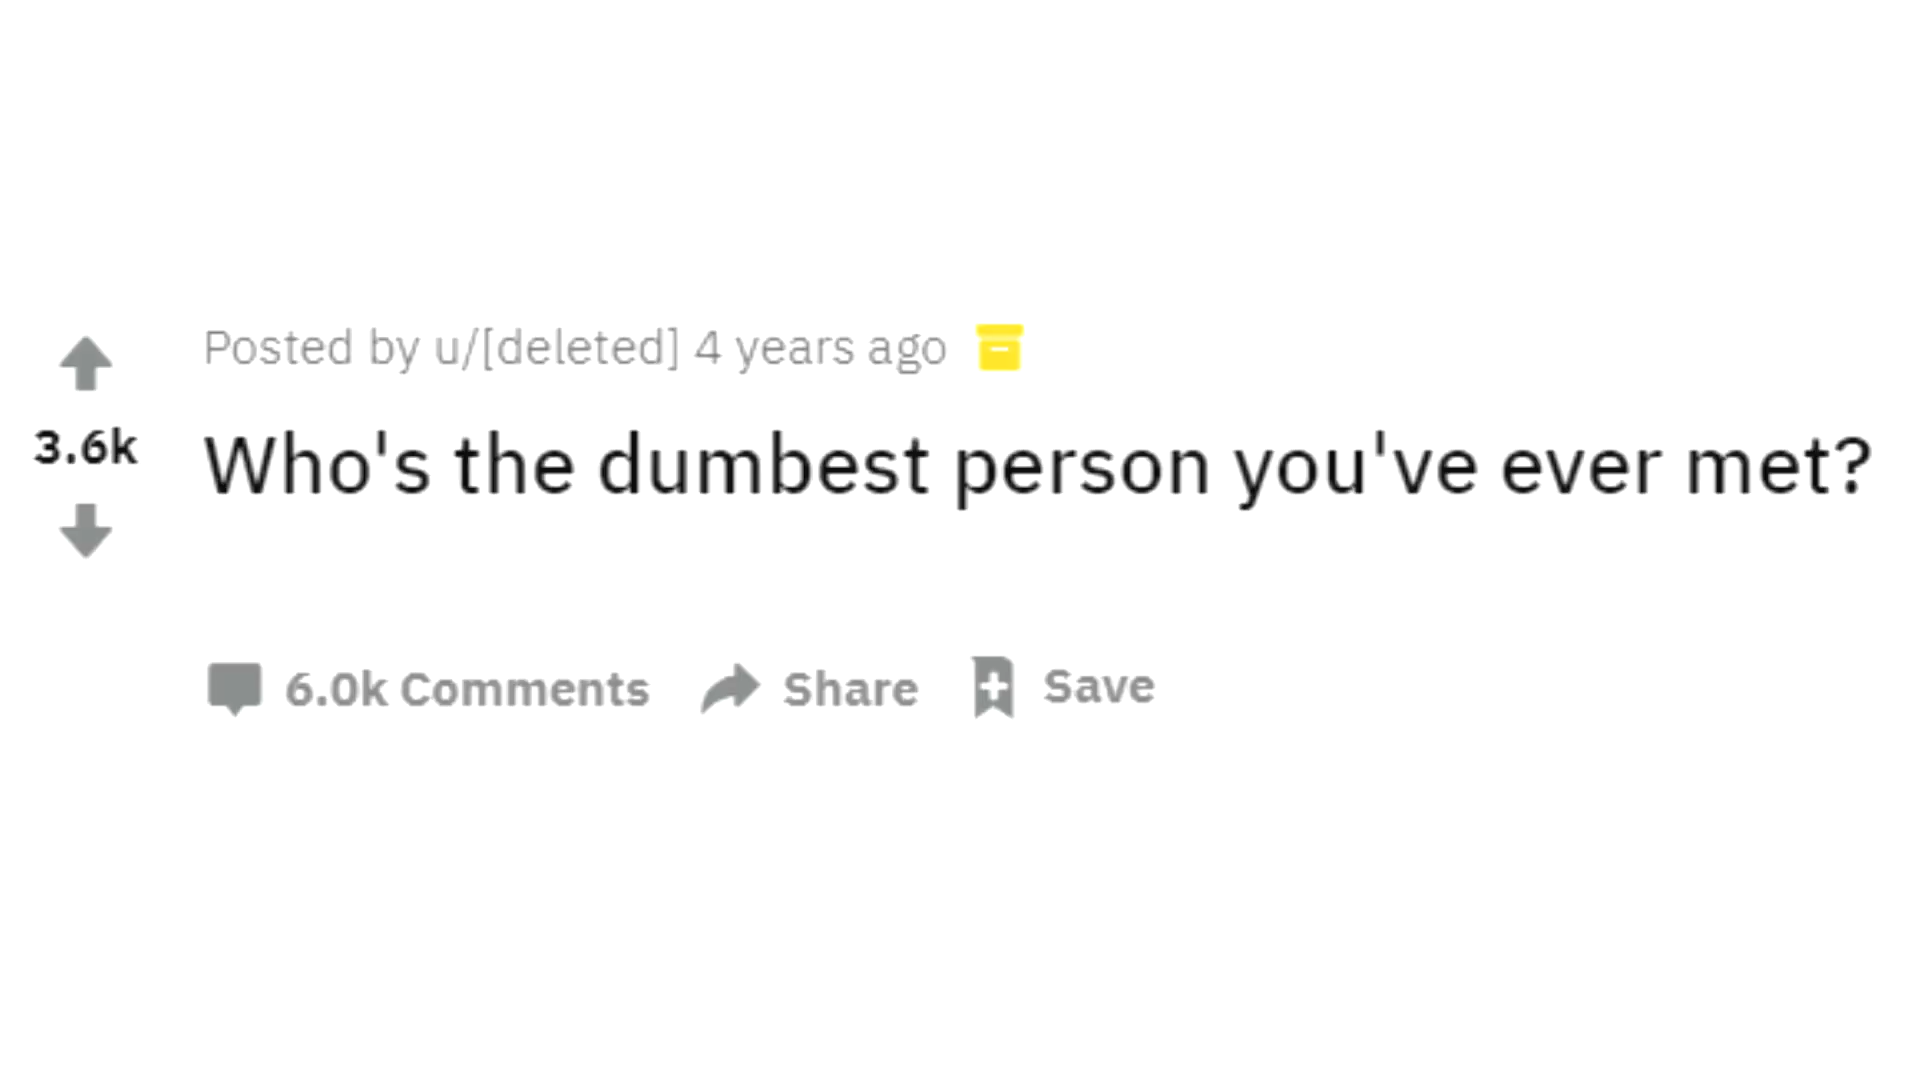 Posted by u/[deleted] 4 years ago
3.6k
Who's the dumbest person you've ever met?
6.0k Comments Share Save